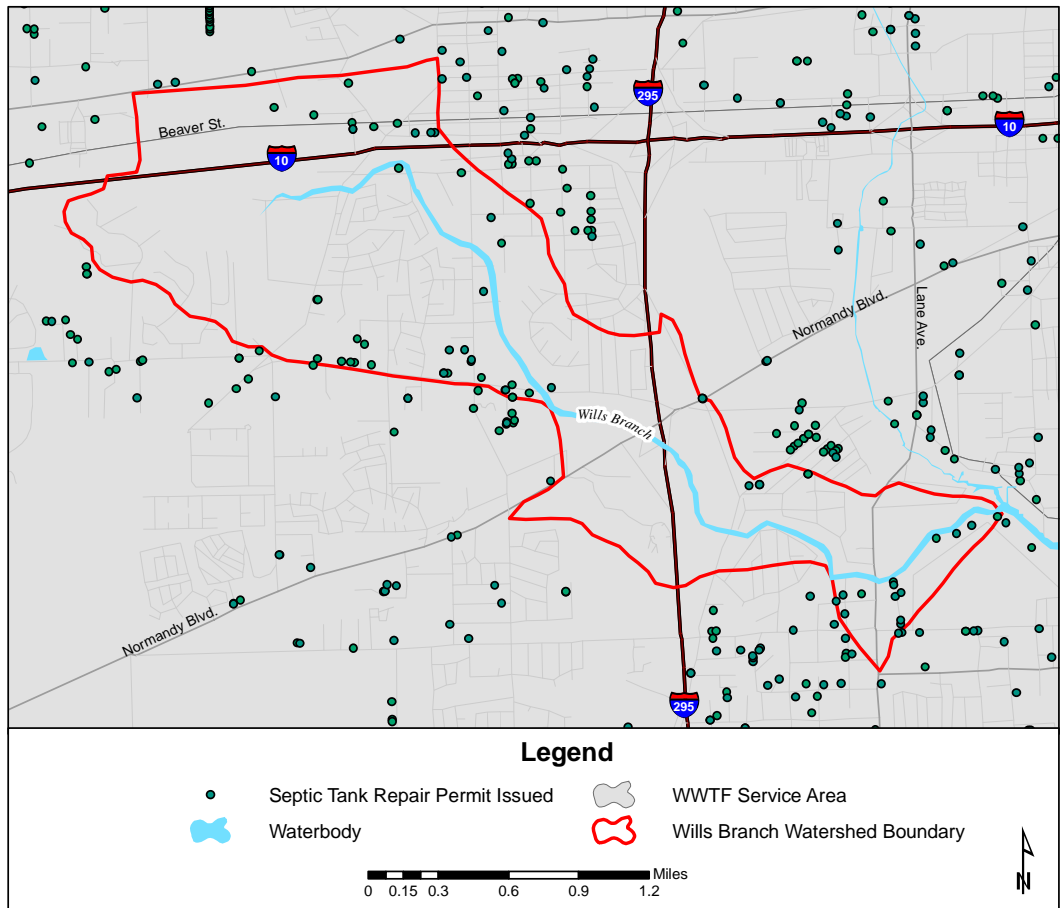 295
Beaver St.
10
10
Lane Ave.
Normandy Blvd.
Wills Branch
Normandy Blvd.
295
Legend
Septic Tank Repair Permit Issued
WWTF Service Area
Waterbody
Wills Branch Watershed Boundary
Miles
0 0.15 0.3 0.6 0.9 1.2
N